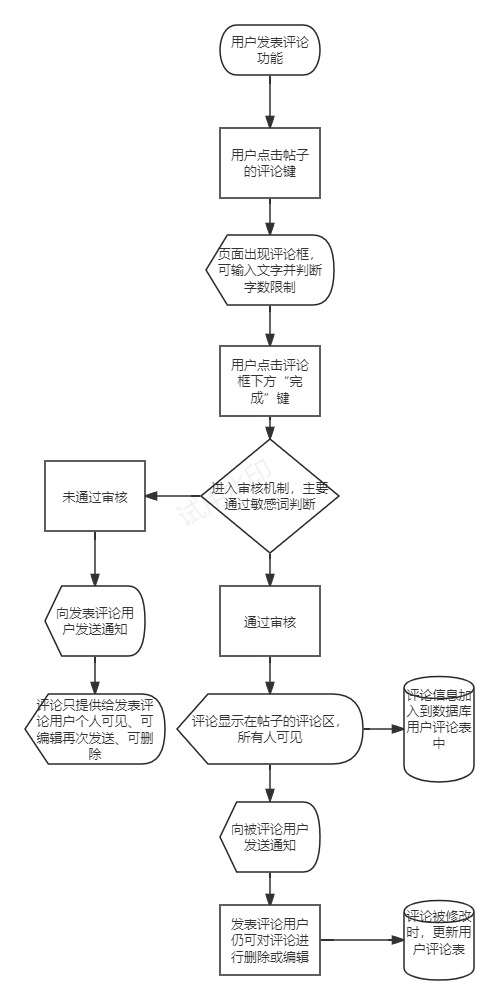 用户发表评论
功能
用户点击帖子
的评论键
页面出现评论框，
可输入文字并判断
字数限制
用户点击评论
框下方“完
成”键
进入审核机制，主要
通过敏感词判断
未通过审核
通过审核
向发表评论用
户发送通知
评论只提供给发表评
论用户个人可见、可
编辑再次发送、可删
除
评论显示在帖子的评论区，
所有人可见
评论信息加
入到数据库
用户评论表
中
向被评论用户
发送通知
发表评论用户
仍可对评论进
行删除或编辑
评论被修改
时，更新用
户评论表